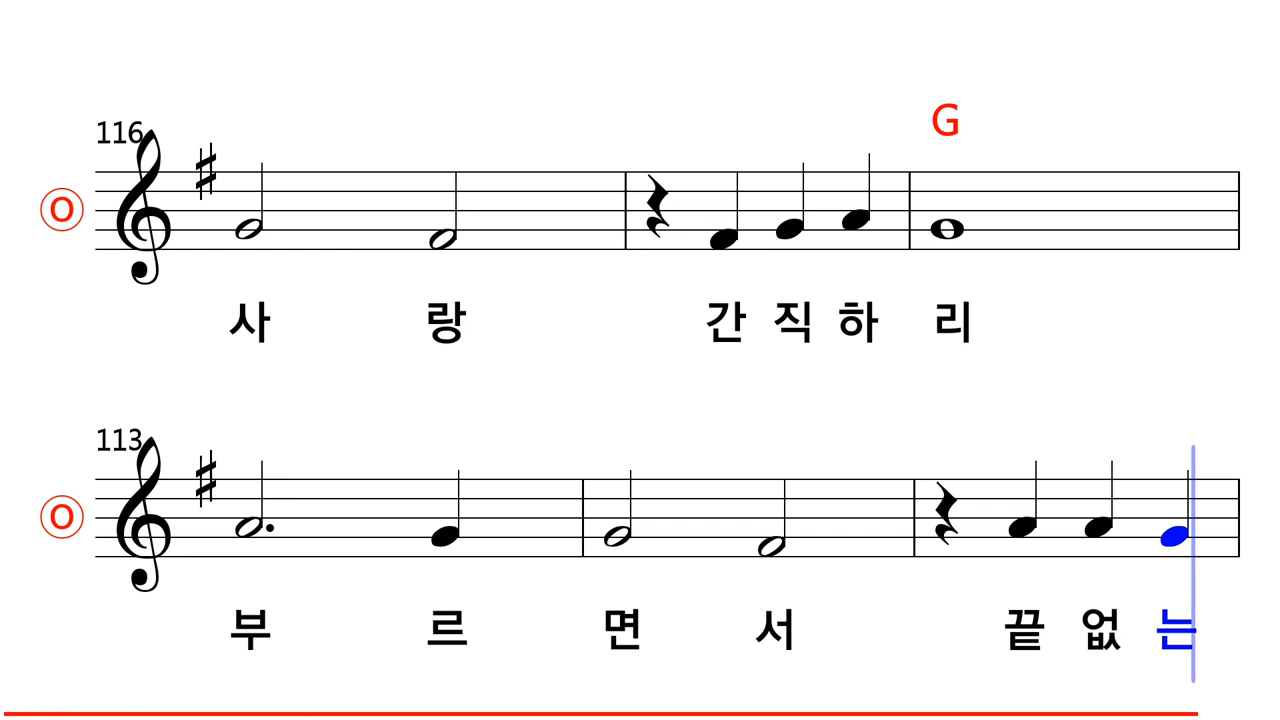 G
116
O
사 랑 간 직 하 리
113
O
부 르 면 서 끝 없 는